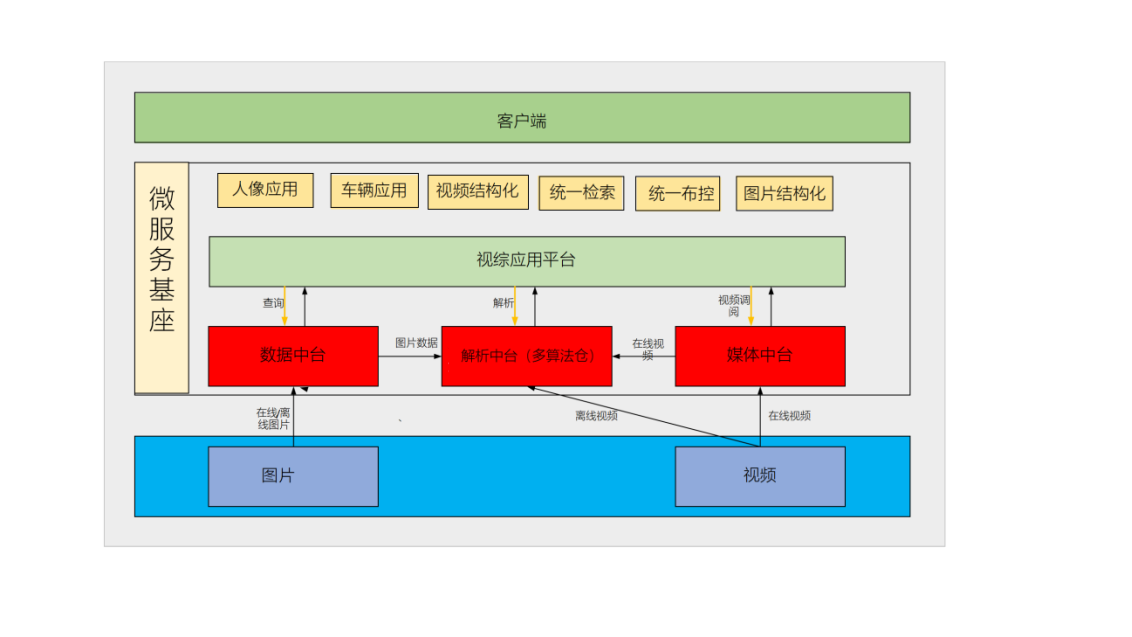 客户端
微
服
务
基
座
人像应用
车辆应用
视频结构化
统一检索
统一布控
图片结构化
视综应用平台
查询
解析
视频调
阅
数据中台
图片数据
解析中台（多算法仓）
在线视
频
媒体中台
在线/离
线图片
、
离线视频
在线视频
图片
视频